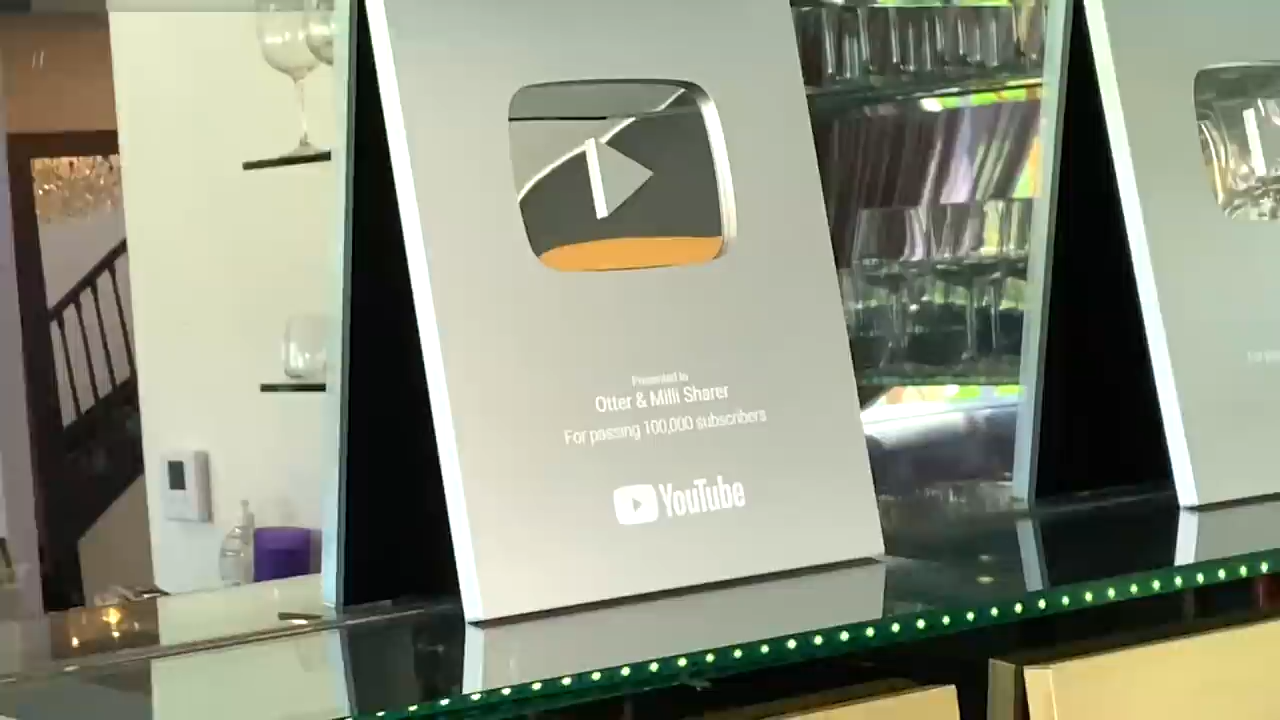 Presented to
Otter & Milli Sharer
For passing 100,000 subscribers
YouTube